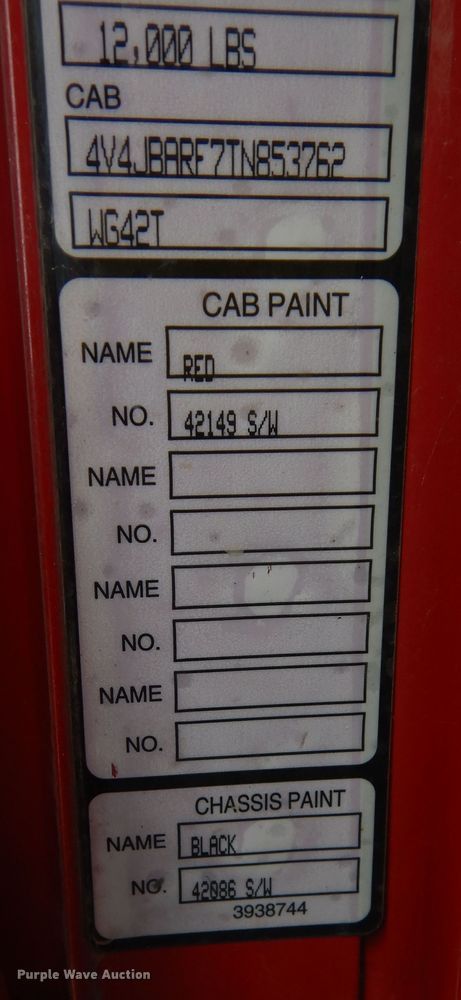 12,000 LBS
CAB
4V4JBARF7TN853762
WG42T
CAB PAINT
NAME RED
NO. 42149 S/W
NAME
NO.
NAME
NO.
NAME
NO.
CHASSIS PAINT
NAME BLACK
NO. 42086 S/W
3938744
Purple Wave Auction